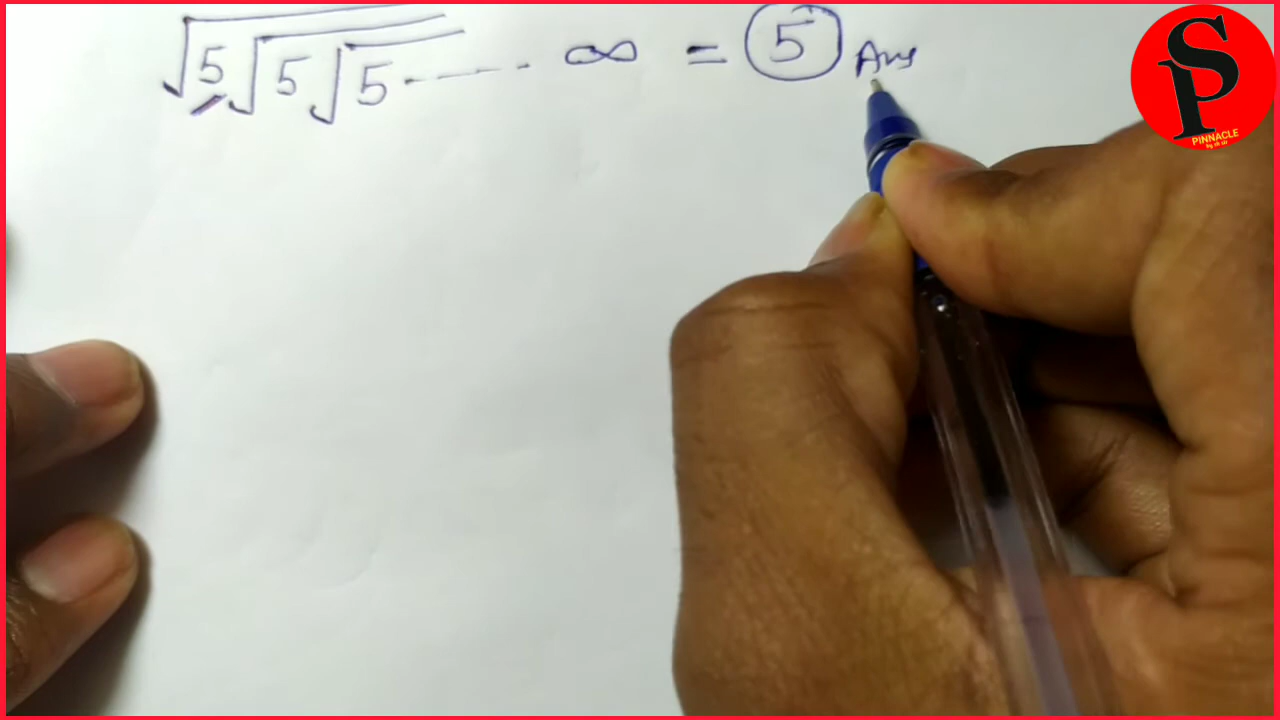 √5√5√5----- ∞ = 5 Ans
SP
PINNACLE